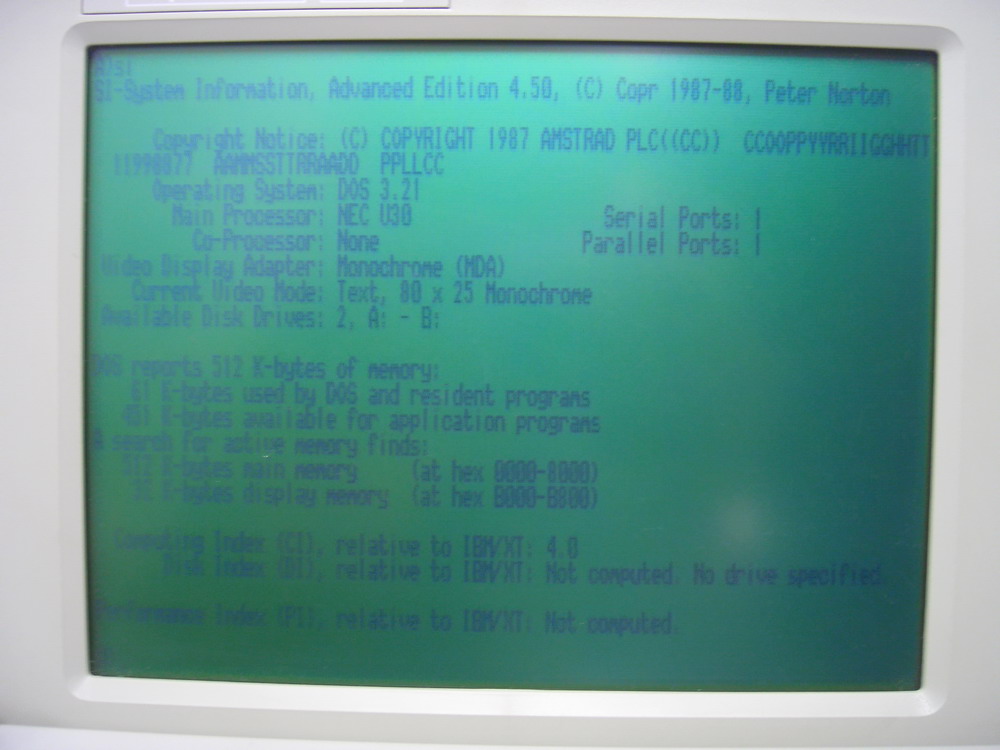 A>si
SI-System Information, Advanced Edition 4.50, (C) Copr 1987-88, Peter Norton
Copyright Notice: (C) COPYRIGHT 1987 AMSTRAD PLC((CC)) CCOOPPYYRRIIGGHHTT
11998877 AAMMSSTTRRAADD PPLLCC
Operating System: DOS 3.21
Main Processor: NEC V30 Serial Ports: 1
Co-Processor: None Parallel Ports: 1
Video Display Adapter: Monochrome (MDA)
Current Video Mode: Text, 80 x 25 Monochrome
Available Disk Drives: 2, A: - B:
DOS reports 512 K-bytes of memory:
61 K-bytes used by DOS and resident programs
451 K-bytes available for application programs
A search for active memory finds:
512 K-bytes main memory (at hex 0000-8000)
32 K-bytes display memory (at hex B000-B800)
Computing Index (CI), relative to IBM/XT: 4.0
Disk Index (DI), relative to IBM/XT: Not computed. No drive specified.
Performance Index (PI), relative to IBM/XT: Not computed.